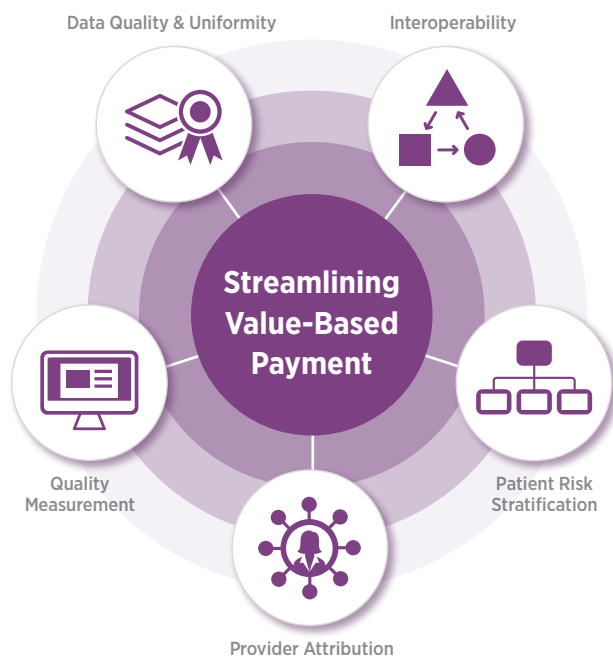 Data Quality & Uniformity
Interoperability
Streamlining
Value-Based
Payment
Quality
Measurement
Patient Risk
Stratification
Provider Attribution